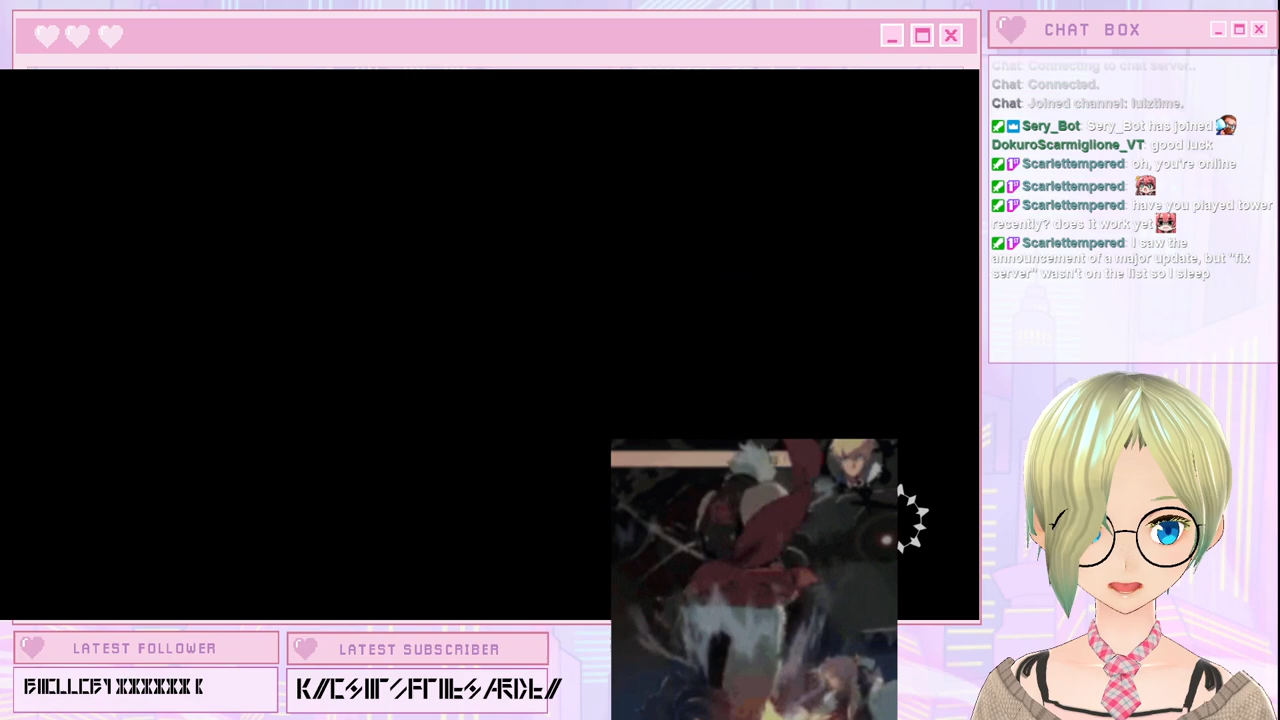 CHAT BOX
Chat: Connecting to chat server..
Chat: Connected.
Chat: Joined channel: lulztime.
Sery_Bot: Sery_Bot has joined
DokuroScarmiglione_VT: good luck
Scarlettempered: oh, you're online
Scarlettempered:
Scarlettempered: have you played tower
recently? does it work yet
Scarlettempered: I saw the
announcement of a major update, but "fix
server" wasn't on the list so I sleep
LATEST FOLLOWER
LATEST SUBSCRIBER